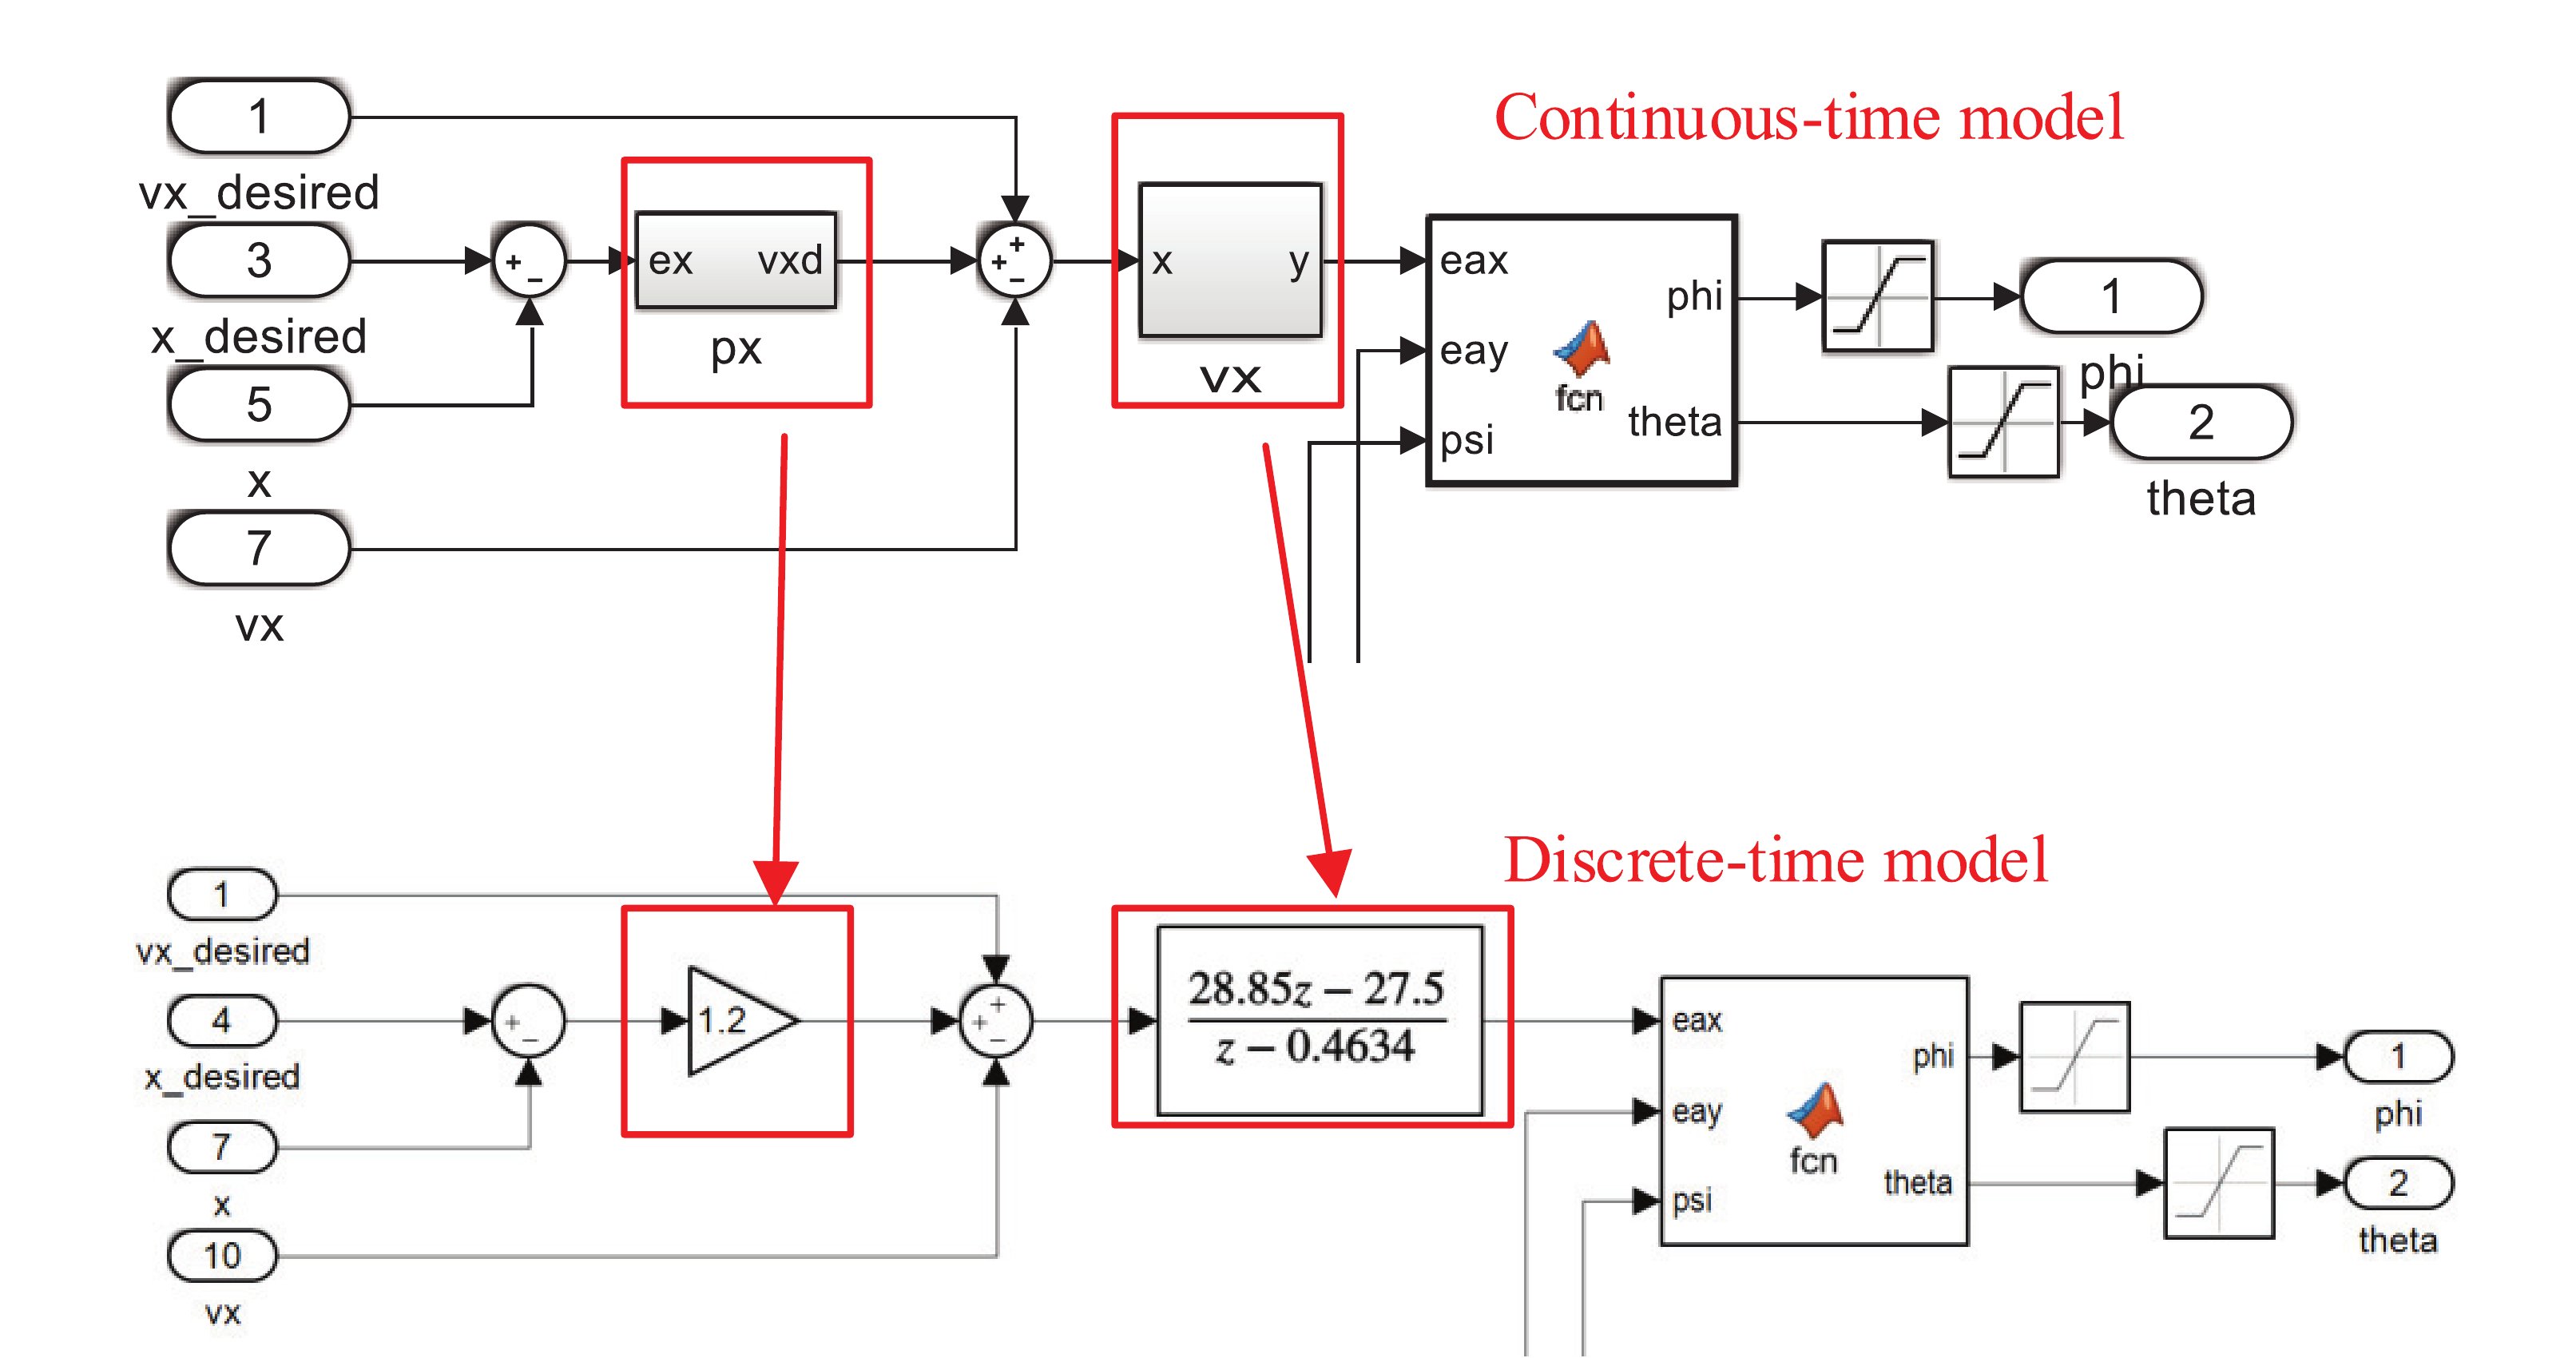 Continuous-time model
1
vx_desired
3
x_desired
5
x
7
vx
+
−
ex vxd
px
+
+
−
x y
vx
eax
eay
psi
phi
theta
fcn
1
phi
2
theta
Discrete-time model
1
vx_desired
4
x_desired
7
x
10
vx
+
−
1.2
+
+
−
28.85z − 27.5
z − 0.4634
eax
eay
psi
phi
theta
fcn
1
phi
2
theta